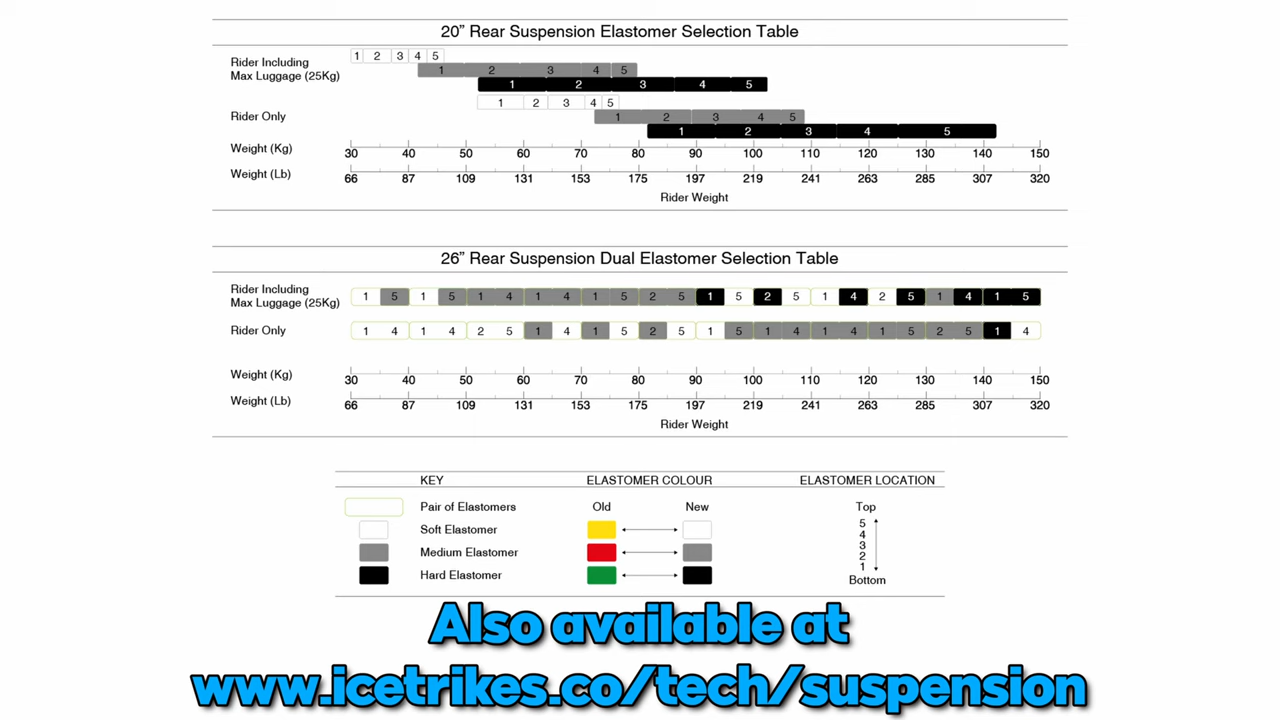 20” Rear Suspension Elastomer Selection Table
Rider Including
Max Luggage (25Kg)
1 2 3 4 5
1 2 3 4 5
1 2 3 4 5
Rider Only
1 2 3 4 5
1 2 3 4 5
1 2 3 4 5
Weight (Kg)
30 40 50 60 70 80 90 100 110 120 130 140 150
Weight (Lb)
66 87 109 131 153 175 197 219 241 263 285 307 320
Rider Weight
26” Rear Suspension Dual Elastomer Selection Table
Rider Including
Max Luggage (25Kg)
1 5 1 5 1 4 1 4 1 5 2 5 1 5 2 5 1 4 2 5 1 4 1 5
Rider Only
1 4 1 4 2 5 1 4 1 5 2 5 1 5 1 4 1 4 1 5 2 5 1 4
Weight (Kg)
30 40 50 60 70 80 90 100 110 120 130 140 150
Weight (Lb)
66 87 109 131 153 175 197 219 241 263 285 307 320
Rider Weight
KEY ELASTOMER COLOUR ELASTOMER LOCATION
Pair of Elastomers Old New Top
Soft Elastomer
Medium Elastomer
Hard Elastomer
5
4
3
2
1
Bottom
Also available at
www.icetrikes.co/tech/suspension